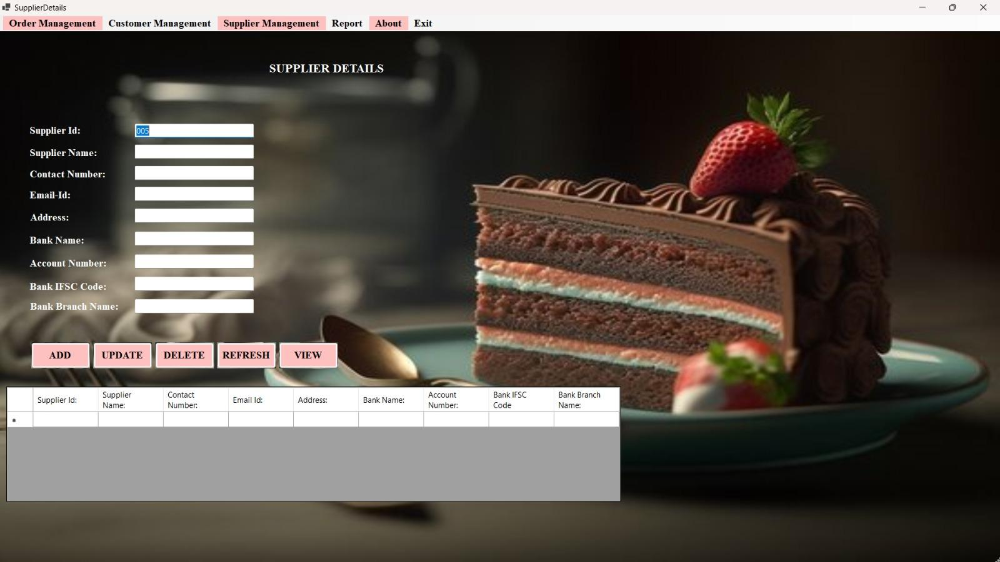 SupplierDetails
Order Management Customer Management Supplier Management Report About Exit
SUPPLIER DETAILS
Supplier Id: 005
Supplier Name:
Contact Number:
Email-Id:
Address:
Bank Name:
Account Number:
Bank IFSC Code:
Bank Branch Name:
ADD UPDATE DELETE REFRESH VIEW
Supplier Id: Supplier Name: Contact Number: Email Id: Address: Bank Name: Account Number: Bank IFSC Code Bank Branch Name: